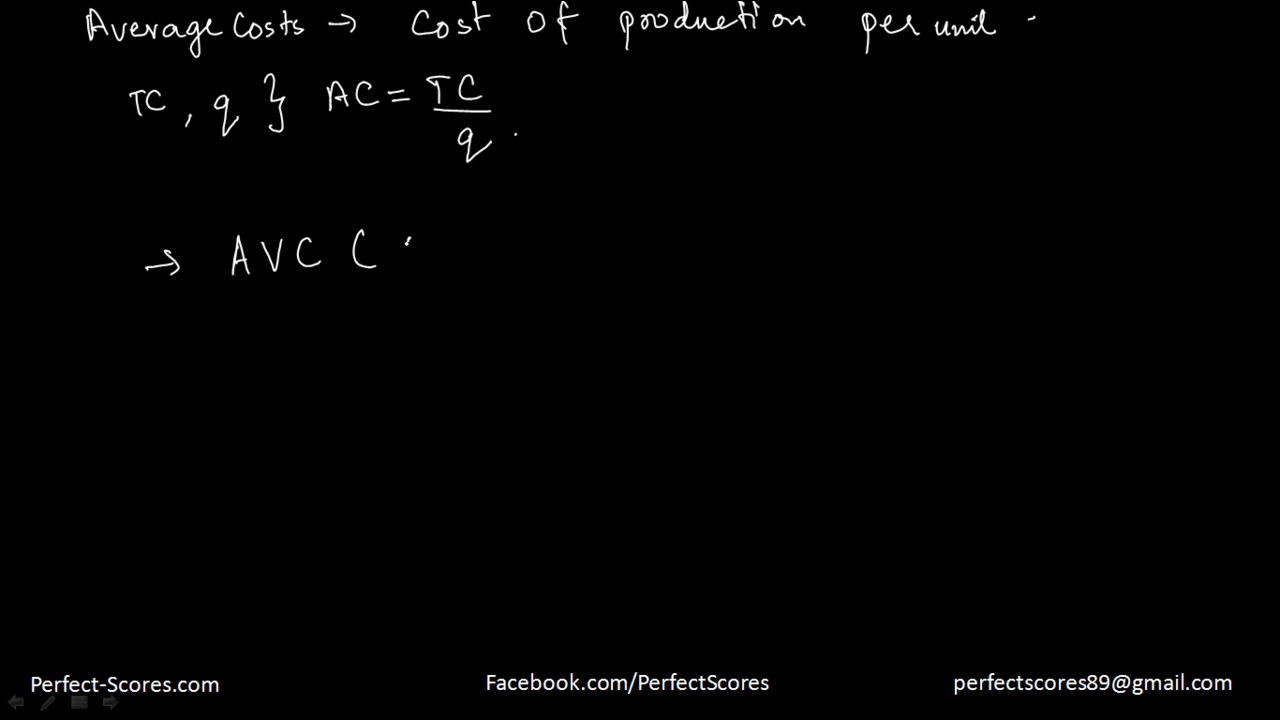 Average Costs → Cost of production per unit.
TC, q } AC = TC/q.
→ AVC (
Perfect-Scores.com
Facebook.com/PerfectScores
perfectscores89@gmail.com